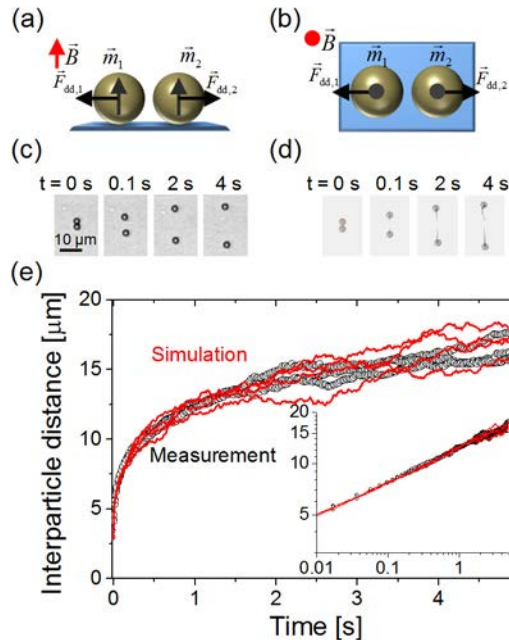 (a)
B
m1
m2
Fdd,1
Fdd,2
(b)
B
m1
m2
Fdd,1
Fdd,2
(c)
t = 0 s 0.1 s 2 s 4 s
10 µm
(d)
t = 0 s 0.1 s 2 s 4 s
(e)
Interparticle distance [µm]
20
15
10
5
0
Simulation
Measurement
20
15
10
5
0.01 0.1 1
0 1 2 3 4
Time [s]